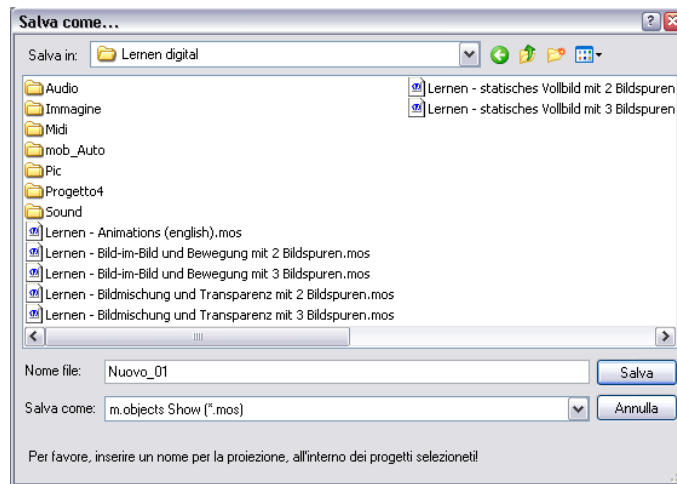 Salva come...
Salva in:
Lernen digital
Audio
Immagine
Midi
mob_Auto
Pic
Progetto4
Sound
Lernen - Animations (english).mos
Lernen - Bild-im-Bild und Bewegung mit 2 Bildspuren.mos
Lernen - Bild-im-Bild und Bewegung mit 3 Bildspuren.mos
Lernen - Bildmischung und Transparenz mit 2 Bildspuren.mos
Lernen - Bildmischung und Transparenz mit 3 Bildspuren.mos
Lernen - statisches Vollbild mit 2 Bildspuren
Lernen - statisches Vollbild mit 3 Bildspuren
Nome file:
Nuovo_01
Salva
Salva come:
m.objects Show (*.mos)
Annulla
Per favore, inserire un nome per la proiezione, all'interno dei progetti selezioneti!